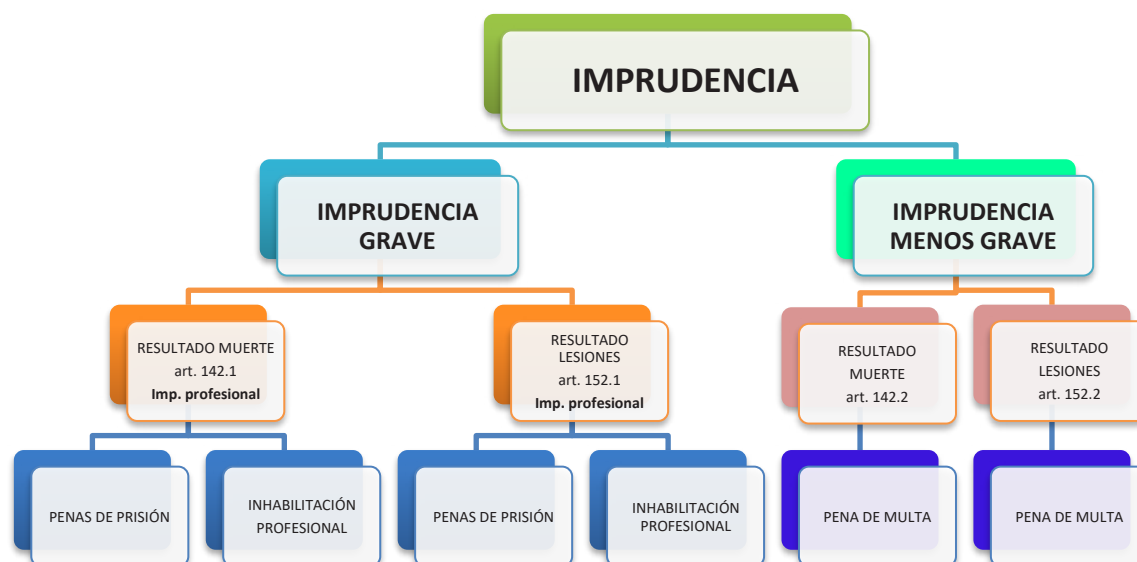 IMPRUDENCIA
IMPRUDENCIA
GRAVE
IMPRUDENCIA
MENOS GRAVE
RESULTADO MUERTE
art. 142.1
Imp. profesional
RESULTADO
LESIONES
art. 152.1
Imp. profesional
RESULTADO
MUERTE
art. 142.2
RESULTADO
LESIONES
art. 152.2
PENAS DE PRISIÓN
INHABILITACIÓN
PROFESIONAL
PENAS DE PRISIÓN
INHABILITACIÓN
PROFESIONAL
PENA DE MULTA
PENA DE MULTA